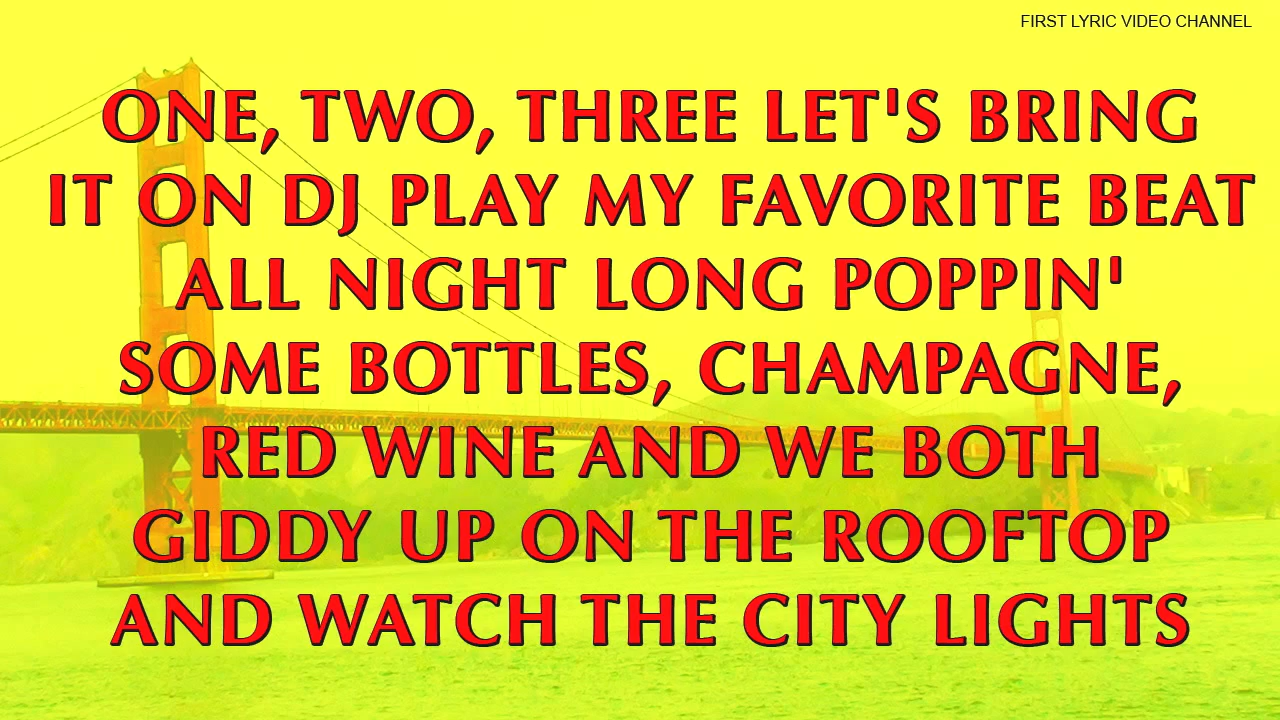 FIRST LYRIC VIDEO CHANNEL
ONE, TWO, THREE LET'S BRING
IT ON DJ PLAY MY FAVORITE BEAT
ALL NIGHT LONG POPPIN'
SOME BOTTLES, CHAMPAGNE,
RED WINE AND WE BOTH
GIDDY UP ON THE ROOFTOP
AND WATCH THE CITY LIGHTS